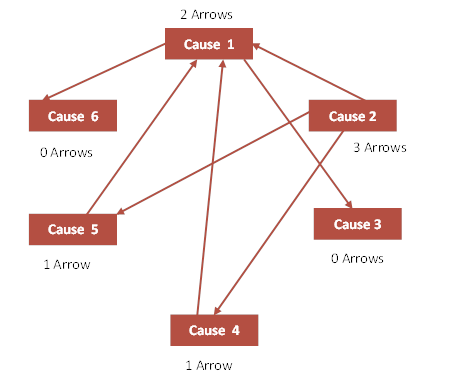 2 Arrows
Cause 1
Cause 6
Cause 2
0 Arrows
3 Arrows
Cause 5
Cause 3
1 Arrow
0 Arrows
Cause 4
1 Arrow